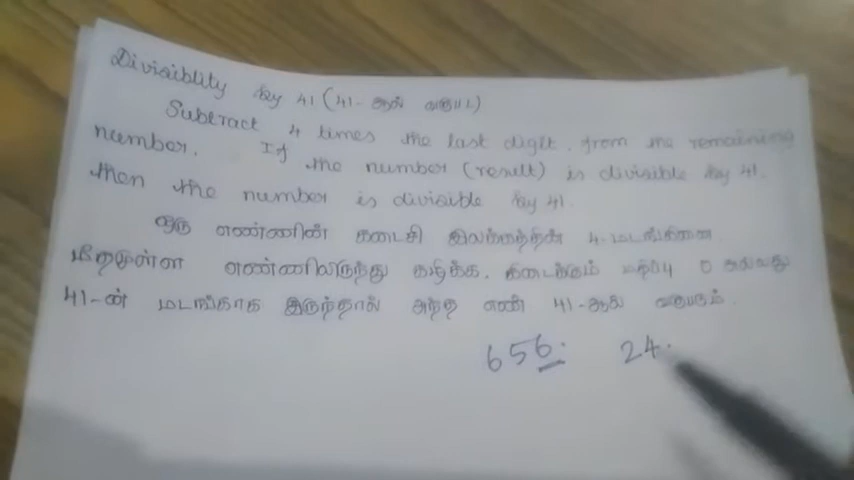 Divisiblity by 41 (41-ஆல் வகுபட)
Subtract 4 times the last digit. from the remaining
number. If the number (result) is divisible by 41.
then the number is divisible by 41.
ஒரு எண்ணின் கடைசி இலக்கத்தின் 4-மடங்கினை
மீதமுள்ள எண்ணிலிருந்து கழிக்க. கிடைக்கும் மதிப்பு 0 அல்லது
41-ன் மடங்காக இருந்தால் அந்த எண் 41-ஆல் வகுபடும்.
656: 24.